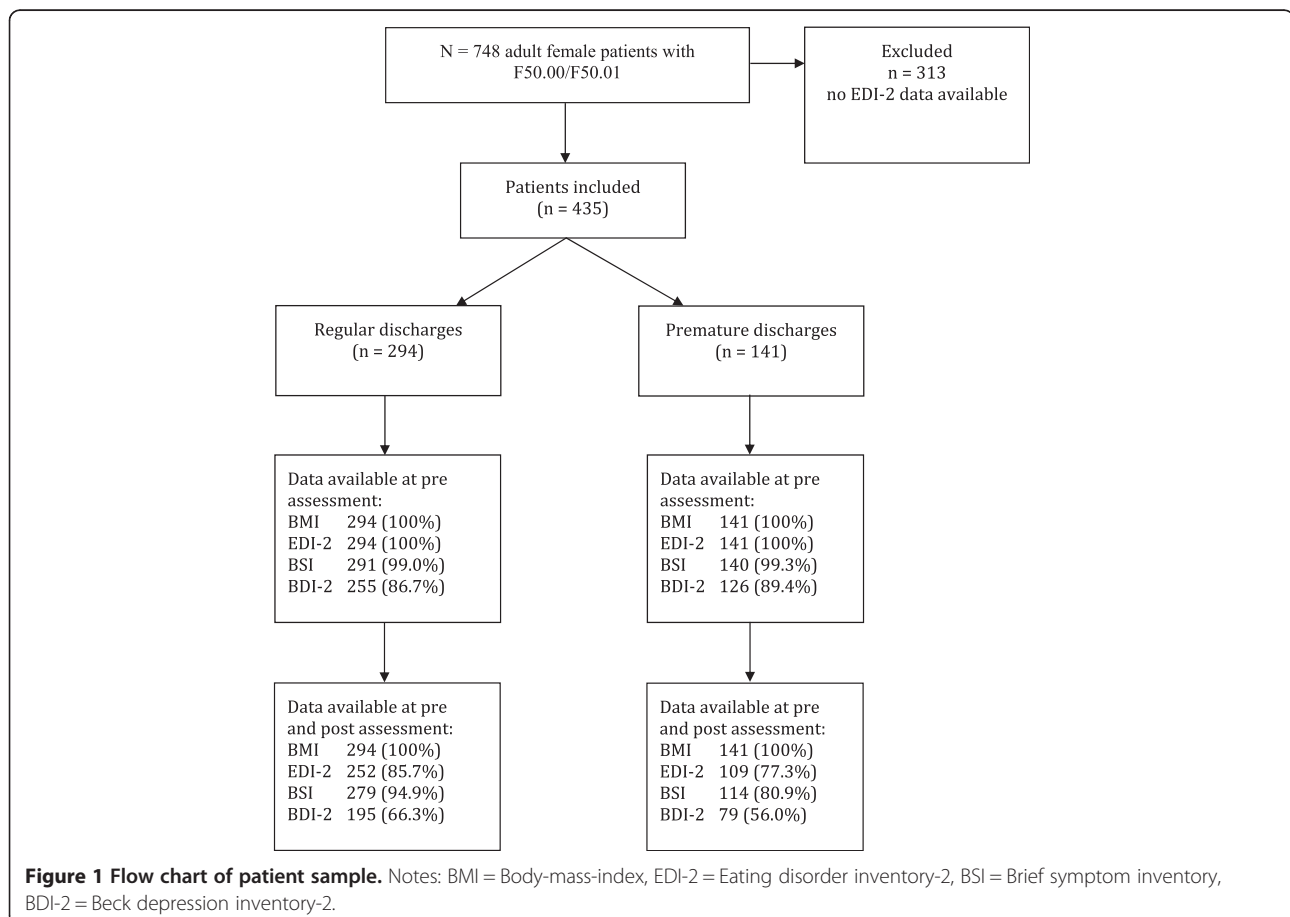 N = 748 adult female patients with
F50.00/F50.01
Excluded
n = 313
no EDI-2 data available
Patients included
(n = 435)
Regular discharges
(n = 294)
Premature discharges
(n = 141)
Data available at pre
assessment:
BMI 294 (100%)
EDI-2 294 (100%)
BSI 291 (99.0%)
BDI-2 255 (86.7%)
Data available at pre
assessment:
BMI 141 (100%)
EDI-2 141 (100%)
BSI 140 (99.3%)
BDI-2 126 (89.4%)
Data available at pre
and post assessment:
BMI 294 (100%)
EDI-2 252 (85.7%)
BSI 279 (94.9%)
BDI-2 195 (66.3%)
Data available at pre
and post assessment:
BMI 141 (100%)
EDI-2 109 (77.3%)
BSI 114 (80.9%)
BDI-2 79 (56.0%)
Figure 1 Flow chart of patient sample. Notes: BMI = Body-mass-index, EDI-2 = Eating disorder inventory-2, BSI = Brief symptom inventory,
BDI-2 = Beck depression inventory-2.